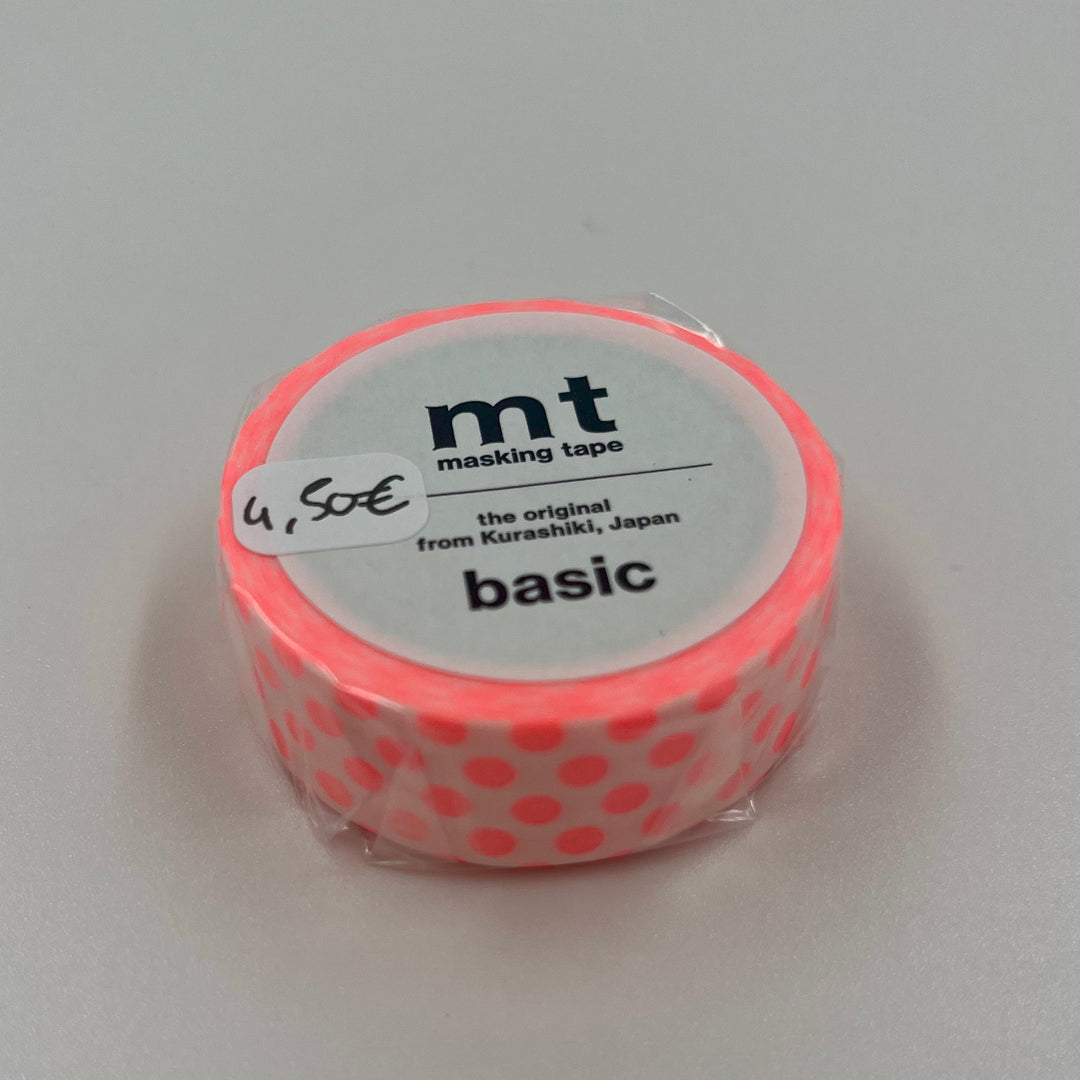 mt
masking tape
4,50€
the original
from Kurashiki, Japan
basic